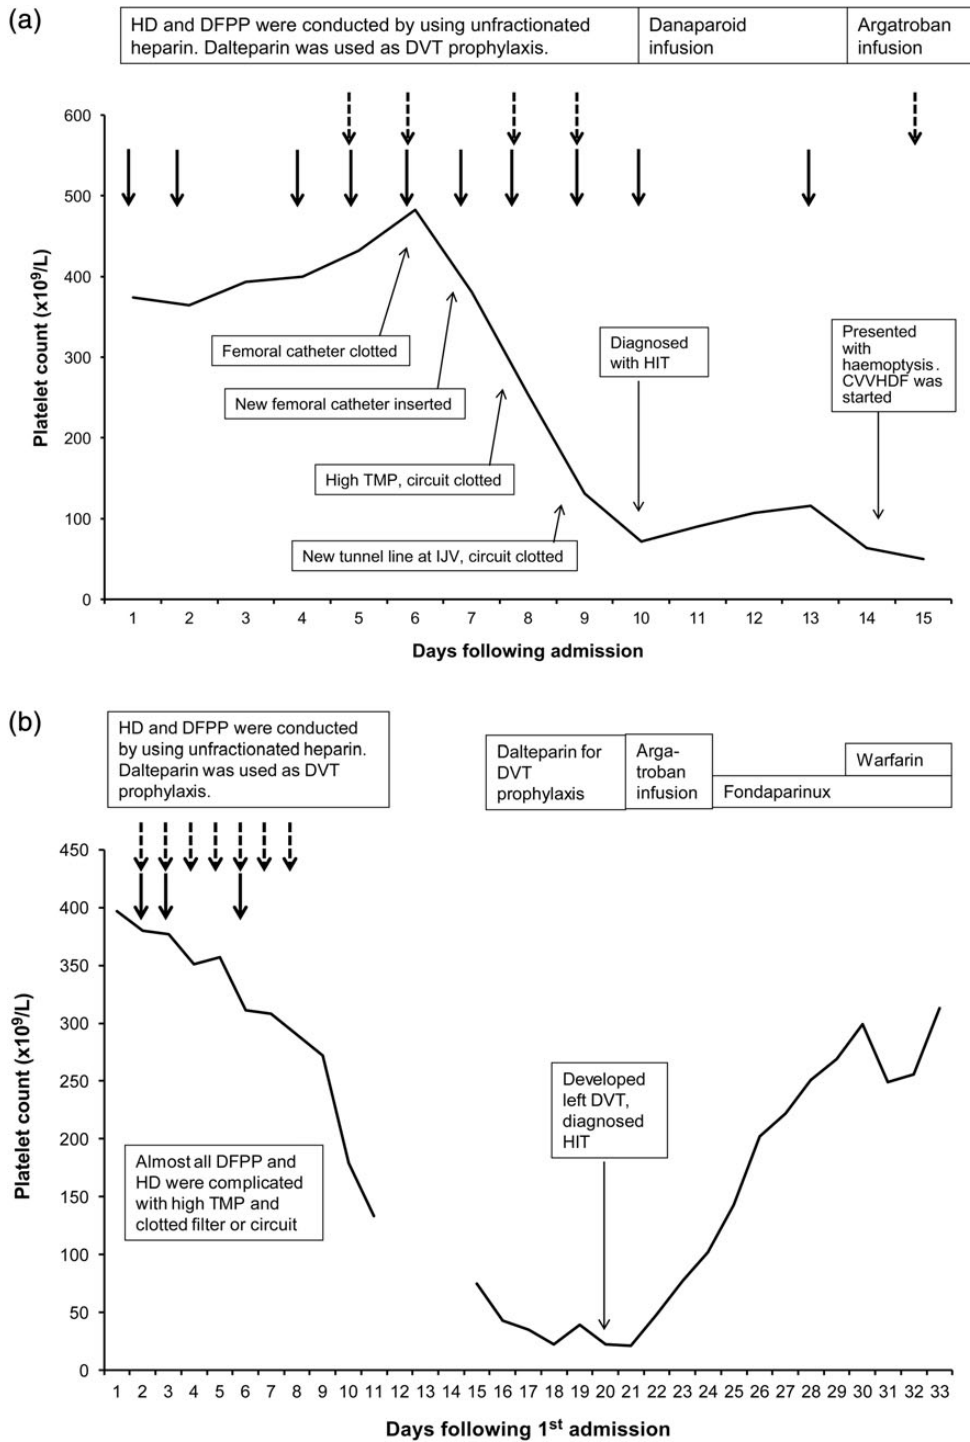 (a)
HD and DFPP were conducted by using unfractionated
heparin. Dalteparin was used as DVT prophylaxis.
Danaparoid
infusion
Argatroban
infusion
Platelet count (x10⁹/L)
600
500
400
300
200
100
0
Femoral catheter clotted
New femoral catheter inserted
High TMP, circuit clotted
New tunnel line at IJV, circuit clotted
Diagnosed
with HIT
Presented
with
haemoptysis.
CVVHDF was
started
1 2 3 4 5 6 7 8 9 10 11 12 13 14 15
Days following admission
(b)
HD and DFPP were conducted
by using unfractionated heparin.
Dalteparin was used as DVT
prophylaxis.
Dalteparin for
DVT
prophylaxis
Arga-
troban
infusion
Fondaparinux
Warfarin
Platelet count (x10⁹/L)
450
400
350
300
250
200
150
100
50
0
Almost all DFPP and
HD were complicated
with high TMP and
clotted filter or circuit
Developed
left DVT,
diagnosed
HIT
1 2 3 4 5 6 7 8 9 10 11 12 13 14 15 16 17 18 19 20 21 22 23 24 25 26 27 28 29 30 31 32 33
Days following 1ˢᵗ admission